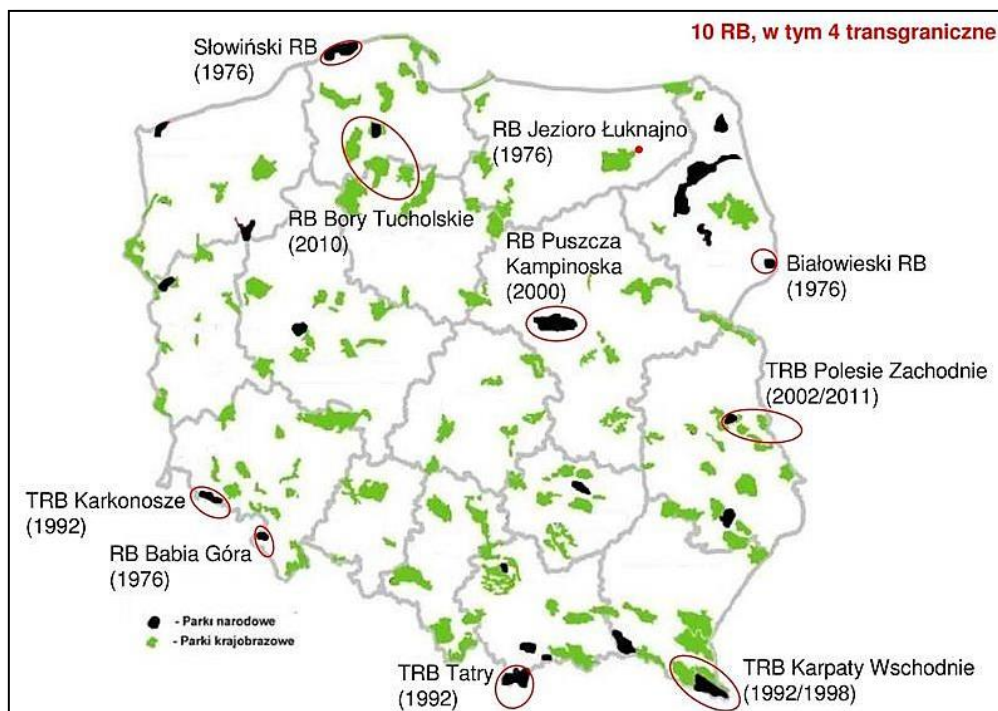 10 RB, w tym 4 transgraniczne
Słowiński RB
(1976)
RB Jezioro Łuknajno
(1976)
RB Bory Tucholskie
(2010)
RB Puszcza
Kampinoska
(2000)
Białowieski RB
(1976)
TRB Polesie Zachodnie
(2002/2011)
TRB Karkonosze
(1992)
RB Babia Góra
(1976)
- Parki narodowe
- Parki krajobrazowe
TRB Tatry
(1992)
TRB Karpaty Wschodnie
(1992/1998)